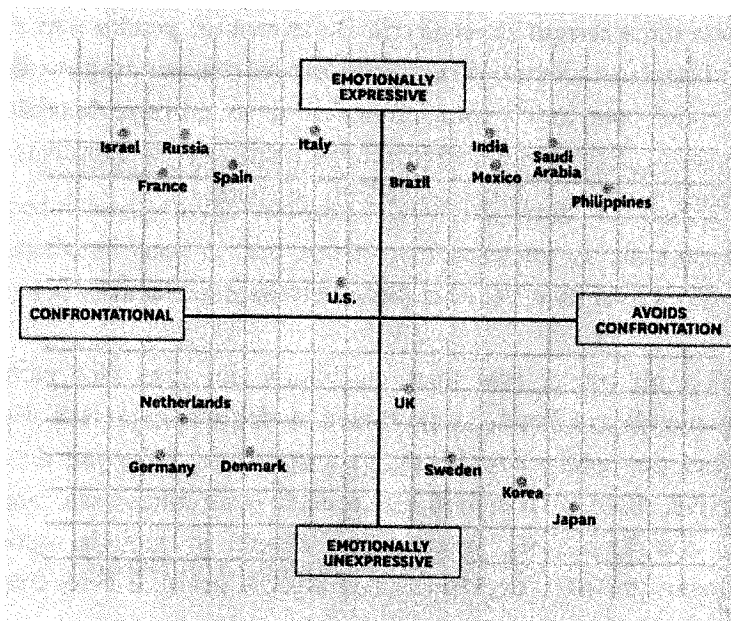 EMOTIONALLY
EXPRESSIVE
Israel
Russia
Italy
India
Saudi
Arabia
France
Spain
Brazil
Mexico
Philippines
U.S.
CONFRONTATIONAL
AVOIDS
CONFRONTATION
Netherlands
UK
Germany
Denmark
Sweden
Korea
Japan
EMOTIONALLY
UNEXPRESSIVE